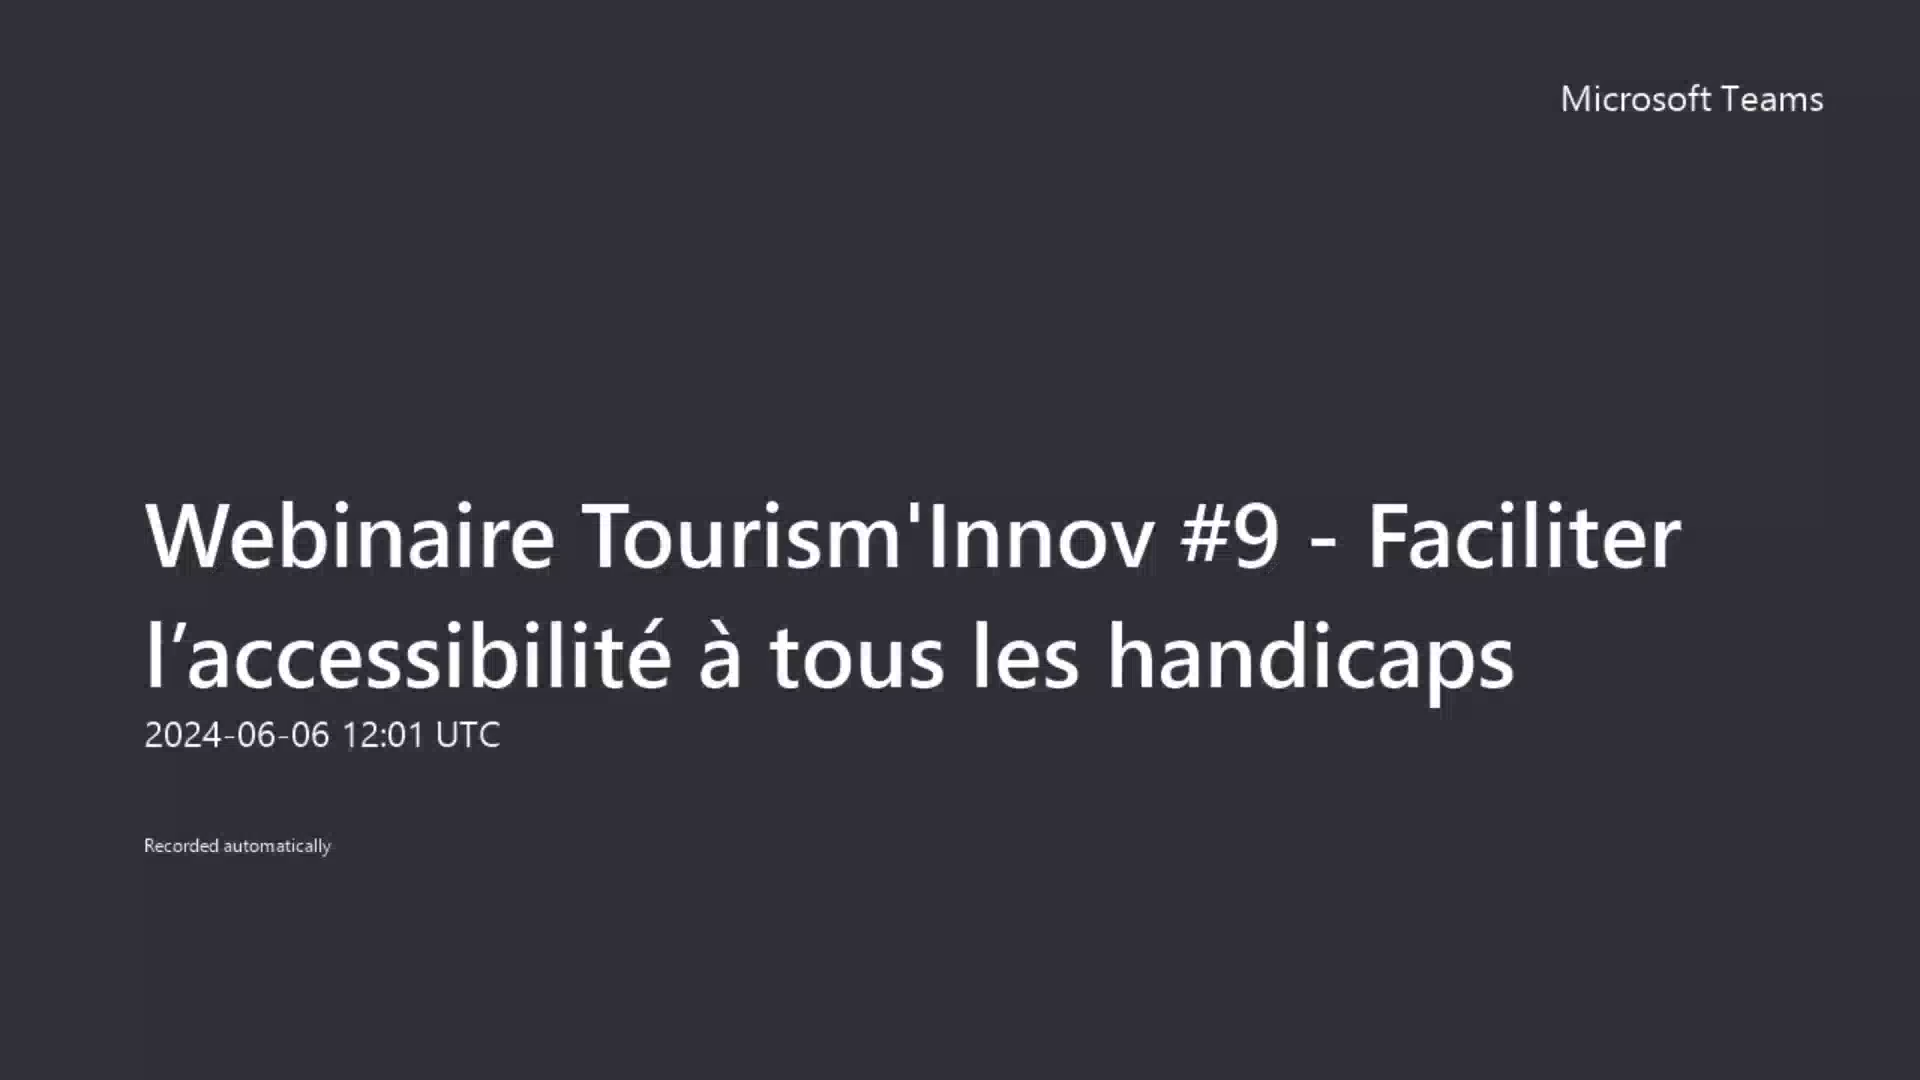 Microsoft Teams
Webinaire Tourism'Innov #9 - Faciliter
l’accessibilité à tous les handicaps
2024-06-06 12:01 UTC
Recorded automatically